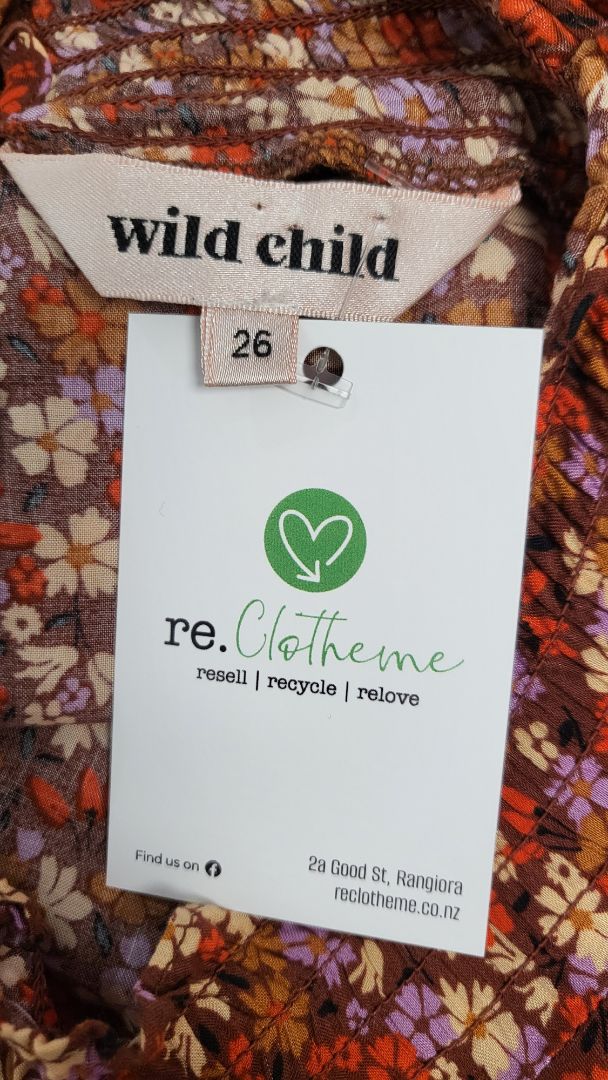 wild child
26
re.Clotheme
resell | recycle | relove
Find us on
2a Good St, Rangiora
reclotheme.co.nz